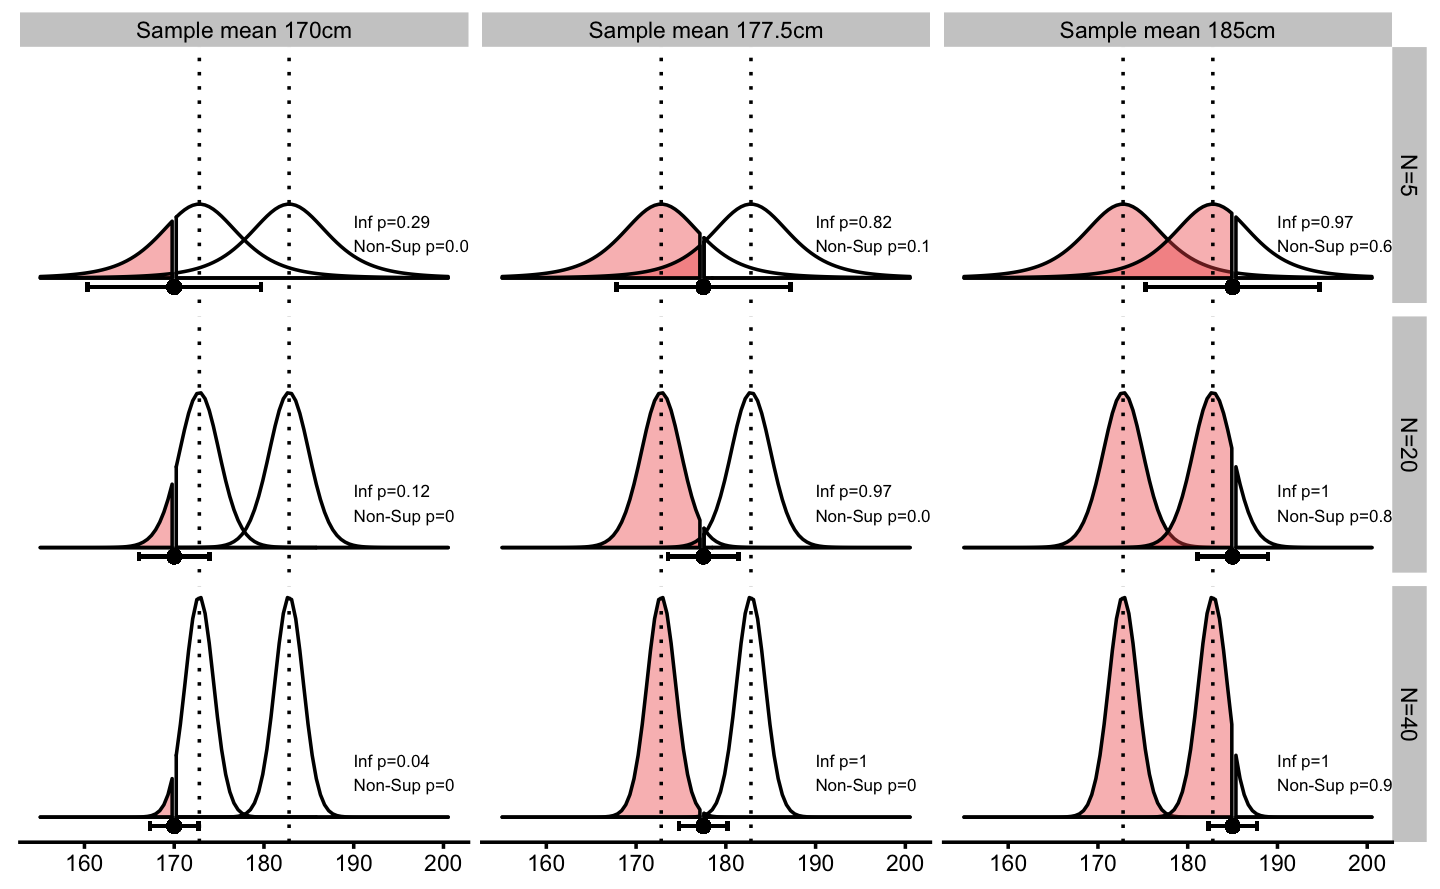 Sample mean 170cm
Sample mean 177.5cm
Sample mean 185cm
Inf p=0.29
Non-Sup p=0.0
Inf p=0.82
Non-Sup p=0.1
Inf p=0.97
Non-Sup p=0.6
N=5
Inf p=0.12
Non-Sup p=0
Inf p=0.97
Non-Sup p=0.0
Inf p=1
Non-Sup p=0.8
N=20
Inf p=0.04
Non-Sup p=0
Inf p=1
Non-Sup p=0
Inf p=1
Non-Sup p=0.9
N=40
160 170 180 190 200
160 170 180 190 200
160 170 180 190 200